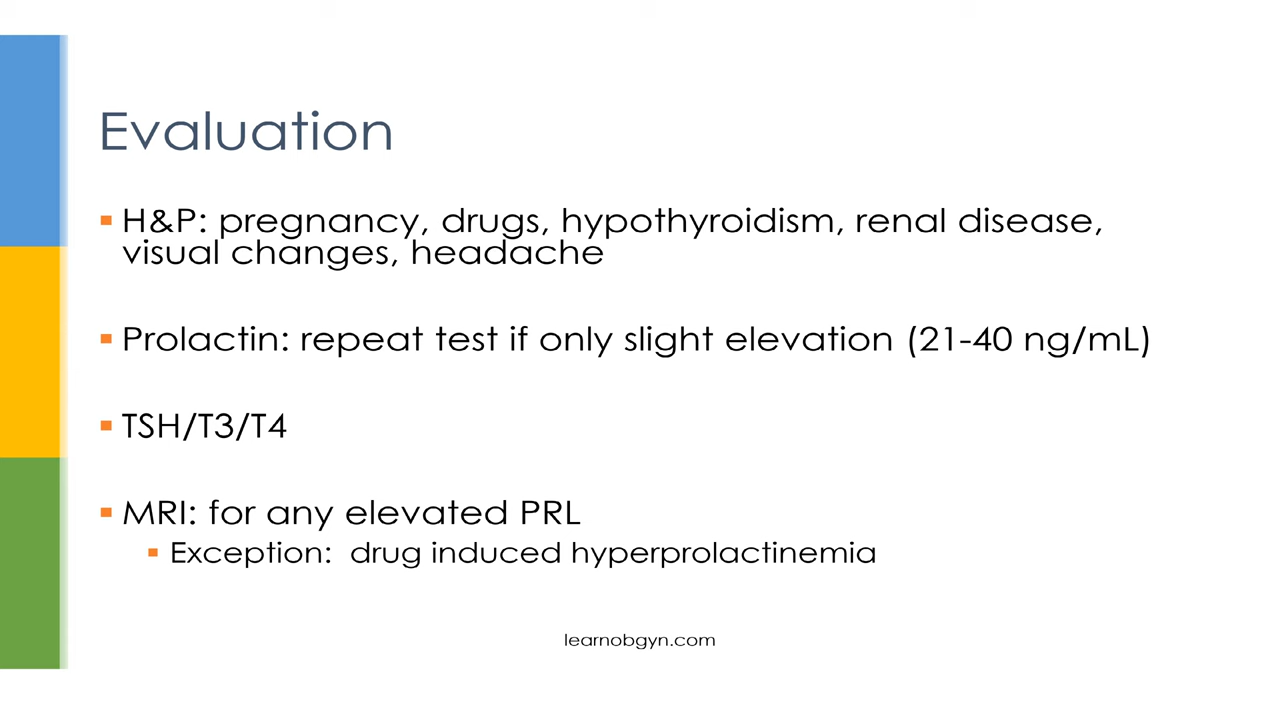 Evaluation
H&P: pregnancy, drugs, hypothyroidism, renal disease,
visual changes, headache
Prolactin: repeat test if only slight elevation (21-40 ng/mL)
TSH/T3/T4
MRI: for any elevated PRL
Exception: drug induced hyperprolactinemia
learnobgyn.com